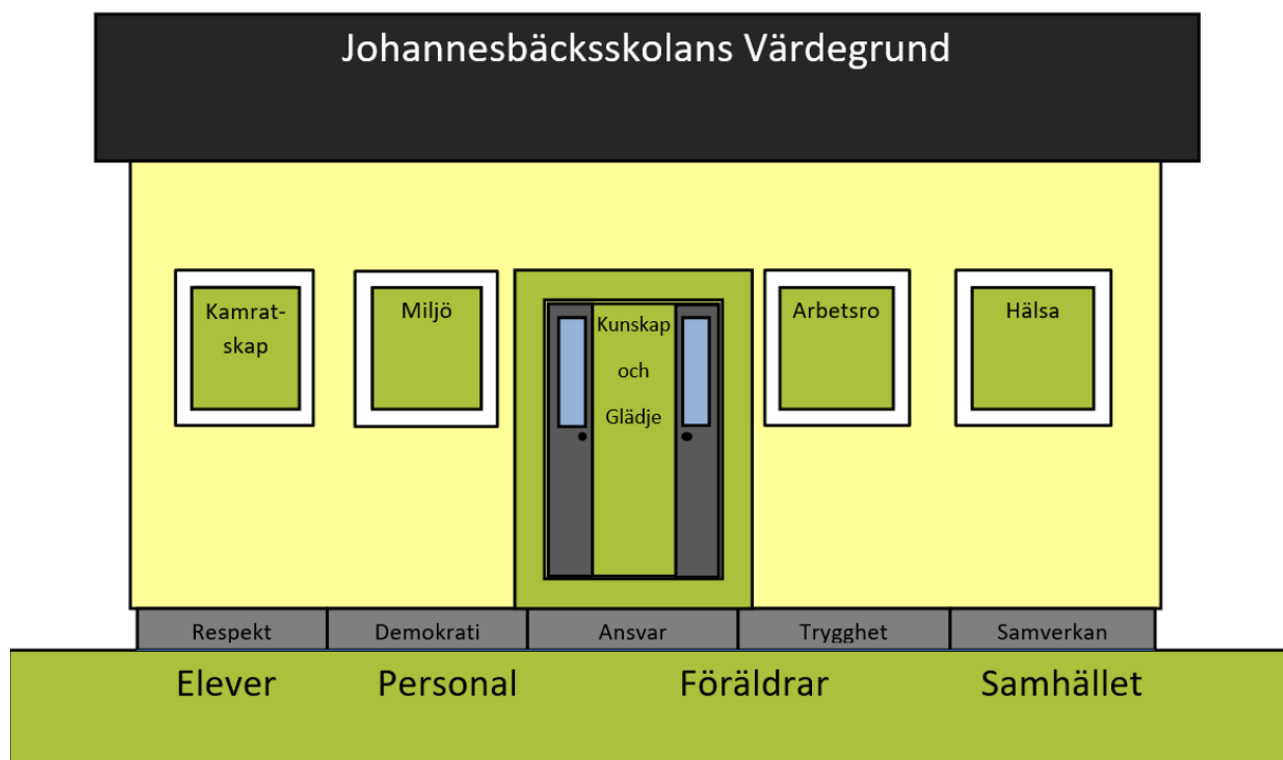 Johannesbäcksskolans Värdegrund
Kamrat-
skap
Miljö
Kunskap
och
Glädje
Arbetsro
Hälsa
Respekt
Demokrati
Ansvar
Trygghet
Samverkan
Elever
Personal
Föräldrar
Samhället